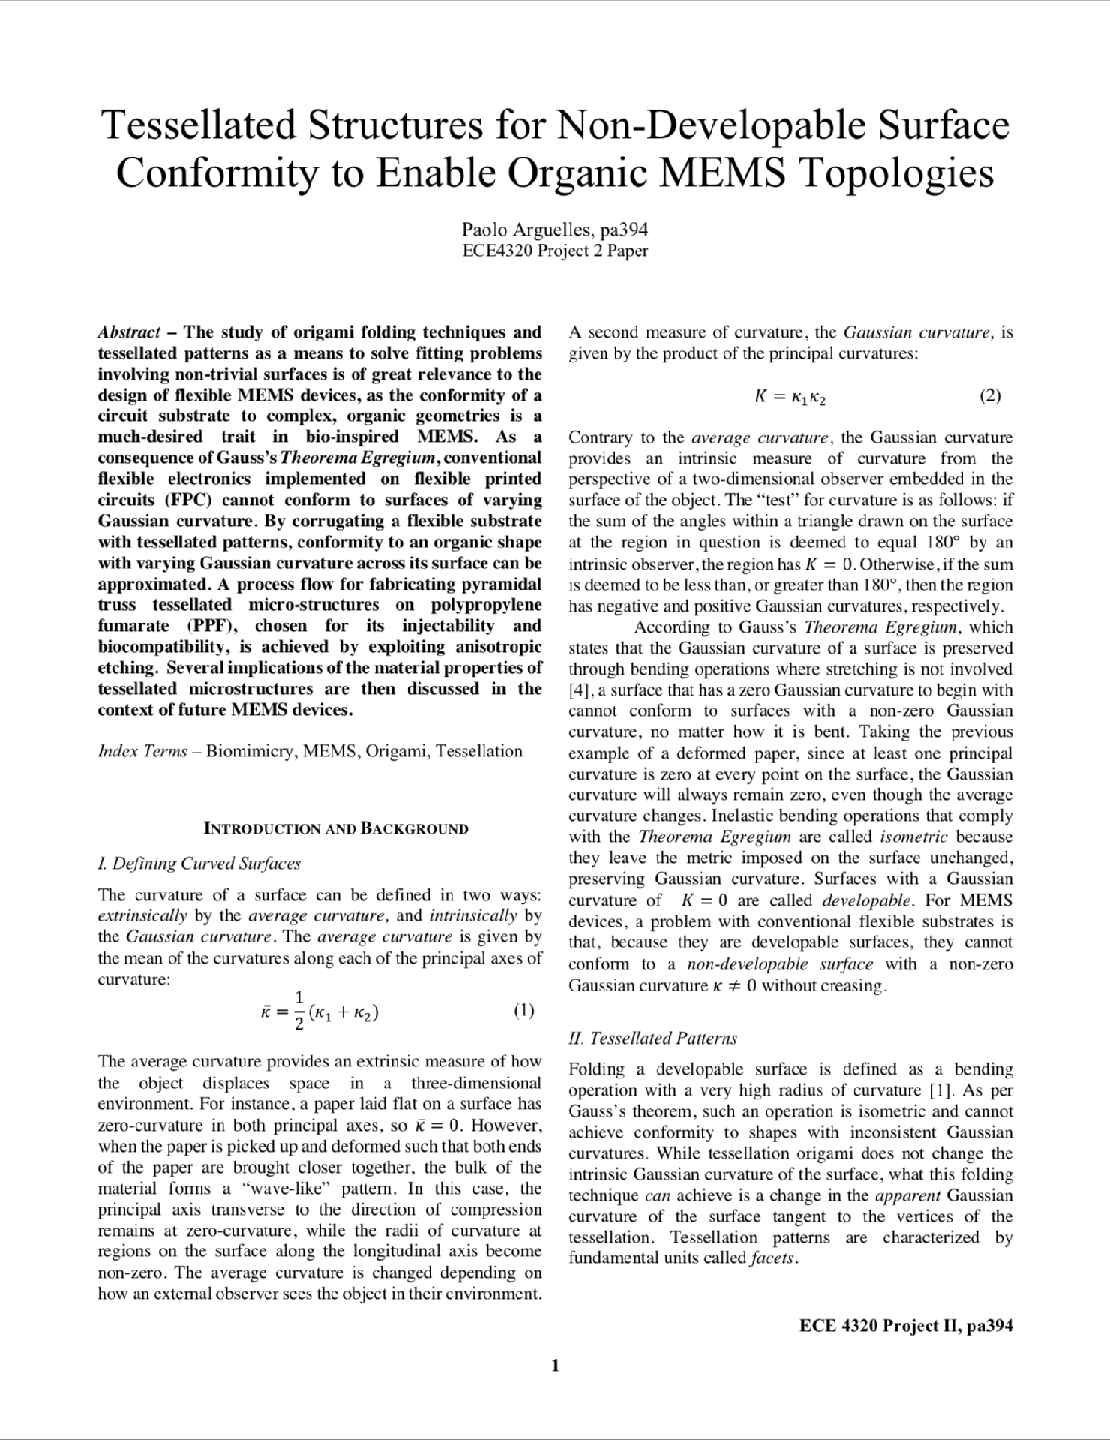 Tessellated Structures for Non-Developable Surface
Conformity to Enable Organic MEMS Topologies
Paolo Arguelles, pa394
ECE4320 Project 2 Paper
Abstract – The study of origami folding techniques and
tessellated patterns as a means to solve fitting problems
involving non-trivial surfaces is of great relevance to the
design of flexible MEMS devices, as the conformity of a
circuit substrate to complex, organic geometries is a
much-desired trait in bio-inspired MEMS. As a
consequence of Gauss's Theorema Egregium, conventional
flexible electronics implemented on flexible printed
circuits (FPC) cannot conform to surfaces of varying
Gaussian curvature. By corrugating a flexible substrate
with tessellated patterns, conformity to an organic shape
with varying Gaussian curvature across its surface can be
approximated. A process flow for fabricating pyramidal
truss tessellated micro-structures on polypropylene
fumarate (PPF), chosen for its injectability and
biocompatibility, is achieved by exploiting anisotropic
etching. Several implications of the material properties of
tessellated microstructures are then discussed in the
context of future MEMS devices.
Index Terms – Biomimicry, MEMS, Origami, Tessellation
INTRODUCTION AND BACKGROUND
I. Defining Curved Surfaces
The curvature of a surface can be defined in two ways:
extrinsically by the average curvature, and intrinsically by
the Gaussian curvature. The average curvature is given by
the mean of the curvatures along each of the principal axes of
curvature:
κ̄ = 1/2 (κ₁ + κ₂) (1)
The average curvature provides an extrinsic measure of how
the object displaces space in a three-dimensional
environment. For instance, a paper laid flat on a surface has
zero-curvature in both principal axes, so κ̄ = 0. However,
when the paper is picked up and deformed such that both ends
of the paper are brought closer together, the bulk of the
material forms a “wave-like” pattern. In this case, the
principal axis transverse to the direction of compression
remains at zero-curvature, while the radii of curvature at
regions on the surface along the longitudinal axis become
non-zero. The average curvature is changed depending on
how an external observer sees the object in their environment.
A second measure of curvature, the Gaussian curvature, is
given by the product of the principal curvatures:
K = κ₁κ₂ (2)
Contrary to the average curvature, the Gaussian curvature
provides an intrinsic measure of curvature from the
perspective of a two-dimensional observer embedded in the
surface of the object. The “test” for curvature is as follows: if
the sum of the angles within a triangle drawn on the surface
at the region in question is deemed to equal 180° by an
intrinsic observer, the region has K = 0. Otherwise, if the sum
is deemed to be less than, or greater than 180°, then the region
has negative and positive Gaussian curvatures, respectively.
According to Gauss's Theorema Egregium, which
states that the Gaussian curvature of a surface is preserved
through bending operations where stretching is not involved
[4], a surface that has a zero Gaussian curvature to begin with
cannot conform to surfaces with a non-zero Gaussian
curvature, no matter how it is bent. Taking the previous
example of a deformed paper, since at least one principal
curvature is zero at every point on the surface, the Gaussian
curvature will always remain zero, even though the average
curvature changes. Inelastic bending operations that comply
with the Theorema Egregium are called isometric because
they leave the metric imposed on the surface unchanged,
preserving Gaussian curvature. Surfaces with a Gaussian
curvature of K = 0 are called developable. For MEMS
devices, a problem with conventional flexible substrates is
that, because they are developable surfaces, they cannot
conform to a non-developable surface with a non-zero
Gaussian curvature κ ≠ 0 without creasing.
II. Tessellated Patterns
Folding a developable surface is defined as a bending
operation with a very high radius of curvature [1]. As per
Gauss's theorem, such an operation is isometric and cannot
achieve conformity to shapes with inconsistent Gaussian
curvatures. While tessellation origami does not change the
intrinsic Gaussian curvature of the surface, what this folding
technique can achieve is a change in the apparent Gaussian
curvature of the surface tangent to the vertices of the
tessellation. Tessellation patterns are characterized by
fundamental units called facets.
ECE 4320 Project II, pa394
1